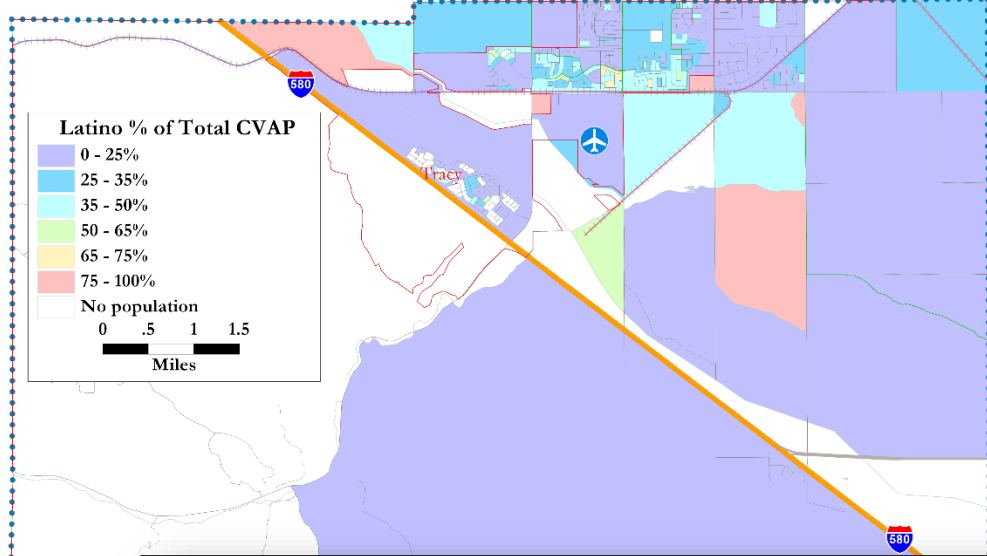 580
Latino % of Total CVAP
0 - 25%
25 - 35%
35 - 50%
50 - 65%
65 - 75%
75 - 100%
No population
0 .5 1 1.5
Miles
Tracy
580